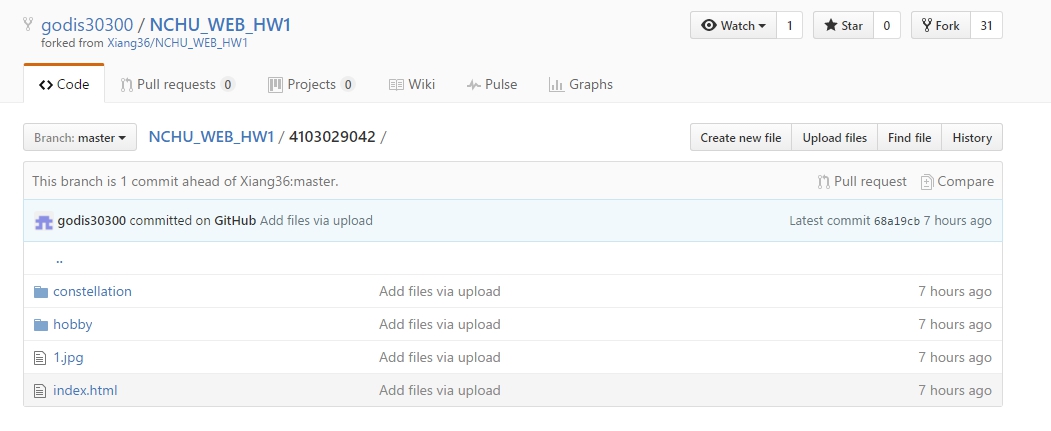 godis30300 / NCHU_WEB_HW1 Watch 1 Star 0 Fork 31
forked from Xiang36/NCHU_WEB_HW1
Code Pull requests 0 Projects 0 Wiki Pulse Graphs
Branch: master NCHU_WEB_HW1 / 4103029042 / Create new file Upload files Find file History
This branch is 1 commit ahead of Xiang36:master. Pull request Compare
godis30300 committed on GitHub Add files via upload Latest commit 68a19cb 7 hours ago
..
constellation Add files via upload 7 hours ago
hobby Add files via upload 7 hours ago
1.jpg Add files via upload 7 hours ago
index.html Add files via upload 7 hours ago